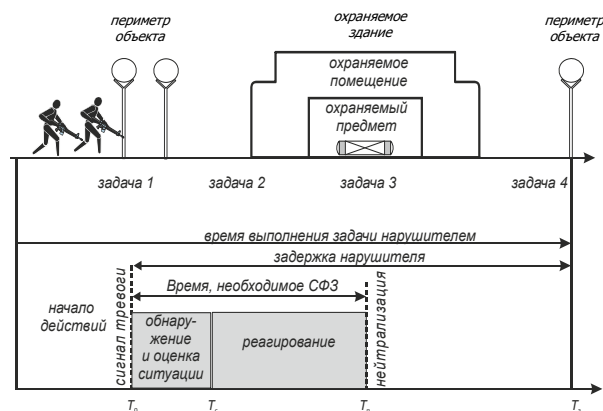 периметр
объекта
охраняемое
здание
периметр
объекта
охраняемое
помещение
охраняемый
предмет
задача 1
задача 2
задача 3
задача 4
время выполнения задачи нарушителем
задержка нарушителя
Время, необходимое СФЗ
начало
действий
сигнал тревоги
обнару-
жение
и оценка
ситуации
реагирование
нейтрализация